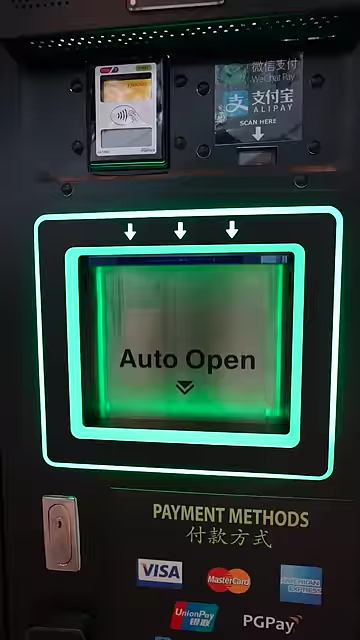 微信支付
WeChat Pay
支 支付宝
ALIPAY
SCAN HERE
Auto Open
PAYMENT METHODS
付款方式
VISA
MasterCard
AMERICAN
EXPRESS
UnionPay
银联
PGPay